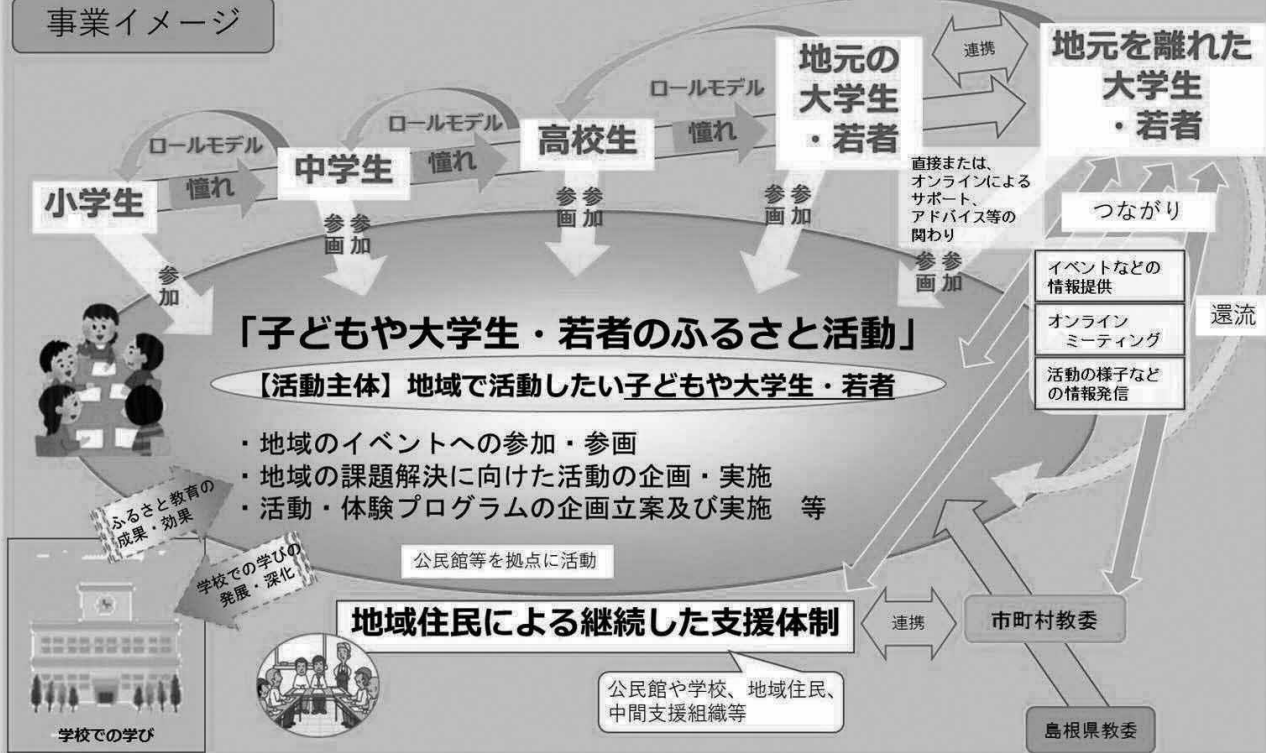 事業イメージ
小学生
ロールモデル
憧れ
中学生
ロールモデル
憧れ
高校生
ロールモデル
憧れ
地元の
大学生
・若者
連携
地元を離れた
大学生
・若者
参加
参加
参画
参加
参画
参加
参画
参加
参画
直接または、
オンラインによる
サポート、
アドバイス等の
関わり
つながり
イベントなどの
情報提供
オンライン
ミーティング
活動の様子など
の情報発信
還流
「子どもや大学生・若者のふるさと活動」
【活動主体】地域で活動したい子どもや大学生・若者
・地域のイベントへの参加・参画
・地域の課題解決に向けた活動の企画・実施
・活動・体験プログラムの企画立案及び実施 等
公民館等を拠点に活動
ふるさと教育の
成果・効果
学校での学びの
発展・深化
学校での学び
地域住民による継続した支援体制
連携
市町村教委
公民館や学校、地域住民、
中間支援組織等
島根県教委